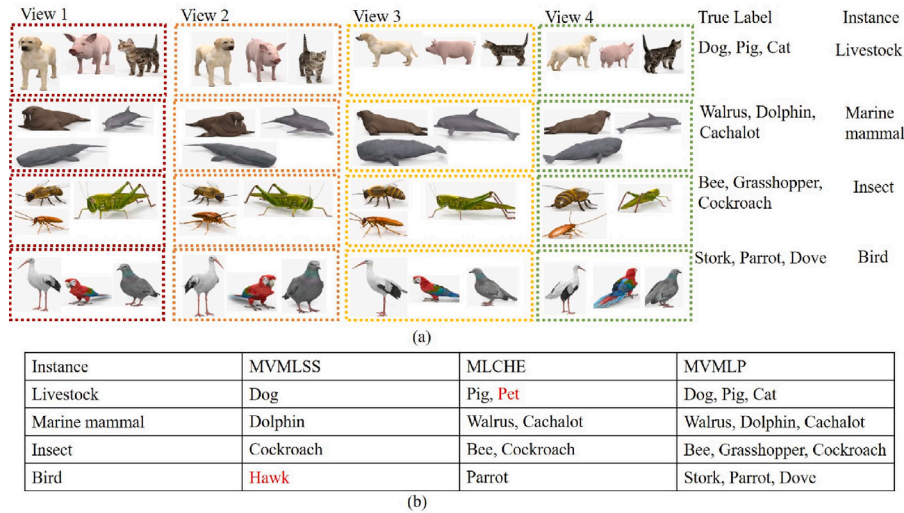 View 1 View 2 View 3 View 4 True Label Instance
Dog, Pig, Cat Livestock
Walrus, Dolphin, Cachalot Marine mammal
Bee, Grasshopper, Cockroach Insect
Stork, Parrot, Dove Bird
(a)
Instance MVMLSS MLCHE MVMLP
Livestock Dog Pig, Pet Dog, Pig, Cat
Marine mammal Dolphin Walrus, Cachalot Walrus, Dolphin, Cachalot
Insect Cockroach Bee, Cockroach Bee, Grasshopper, Cockroach
Bird Hawk Parrot Stork, Parrot, Dove
(b)